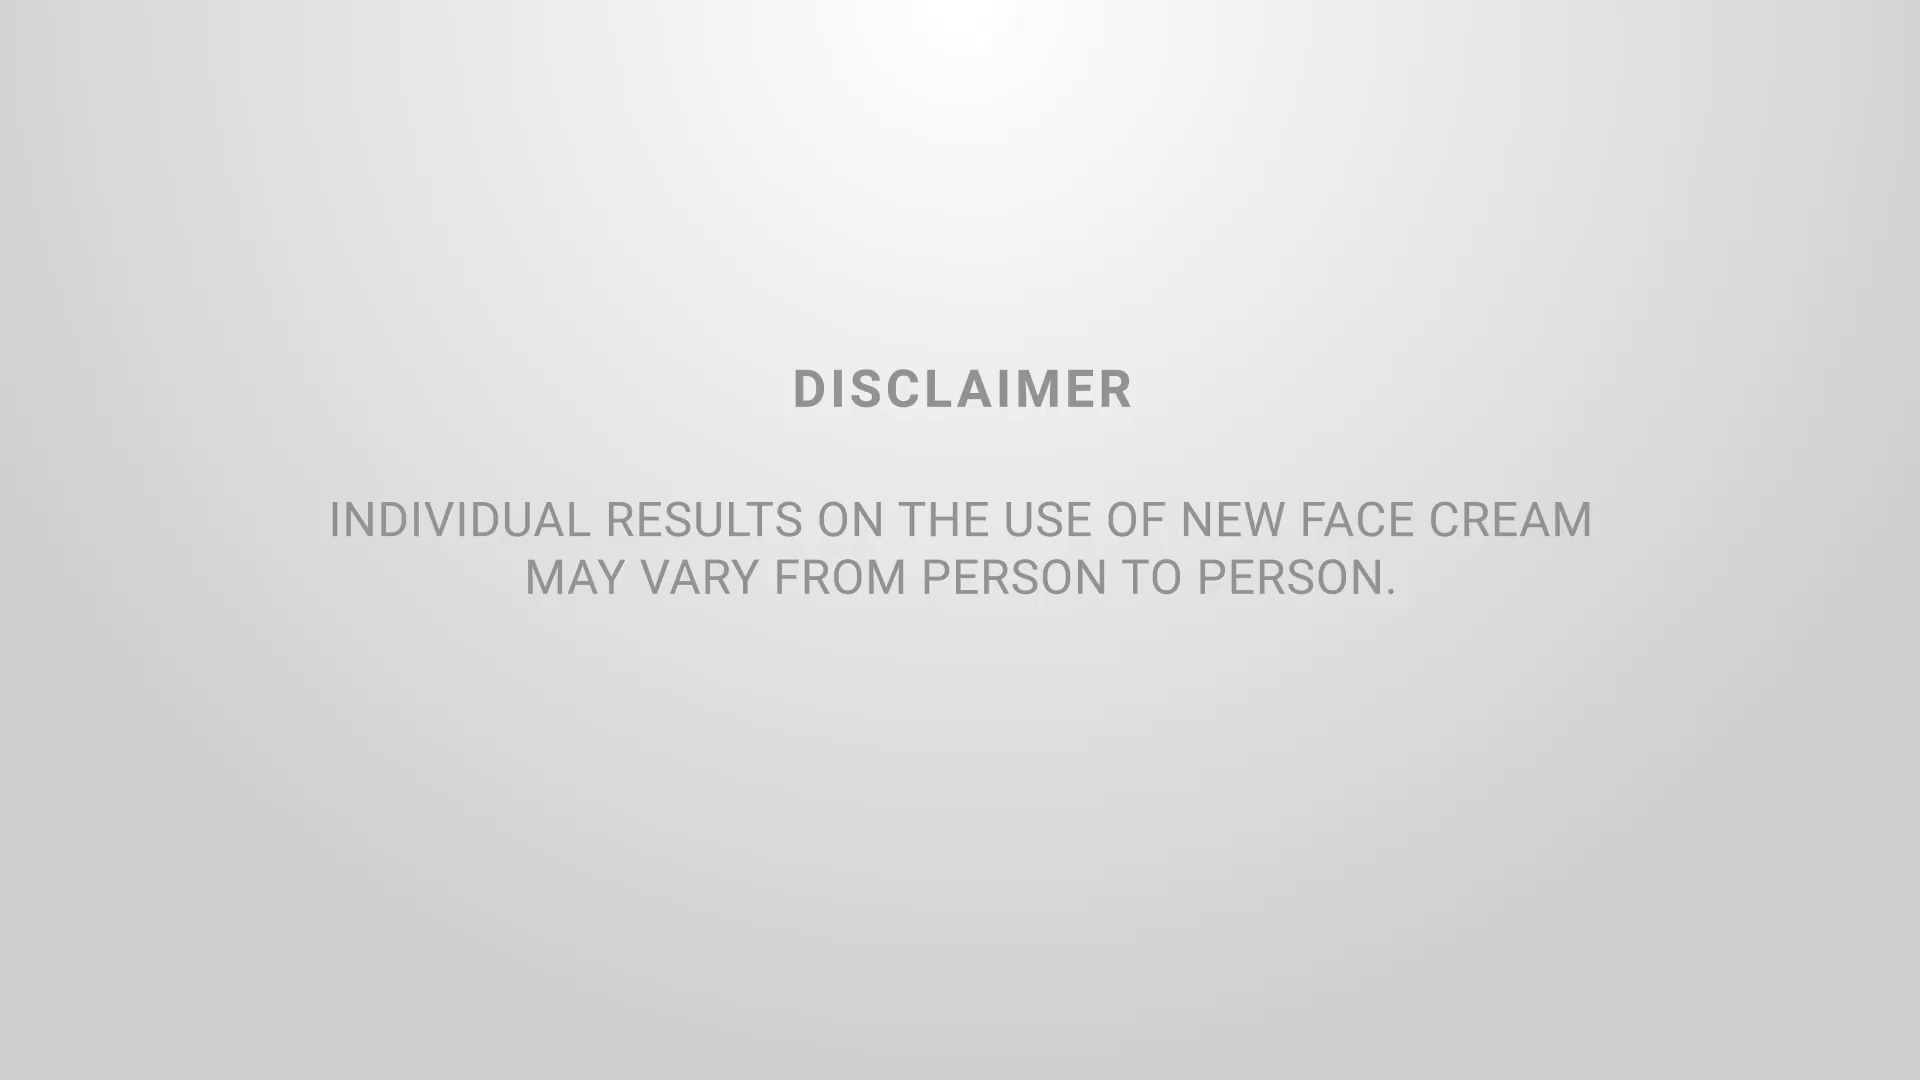 DISCLAIMER
INDIVIDUAL RESULTS ON THE USE OF NEW FACE CREAM
MAY VARY FROM PERSON TO PERSON.